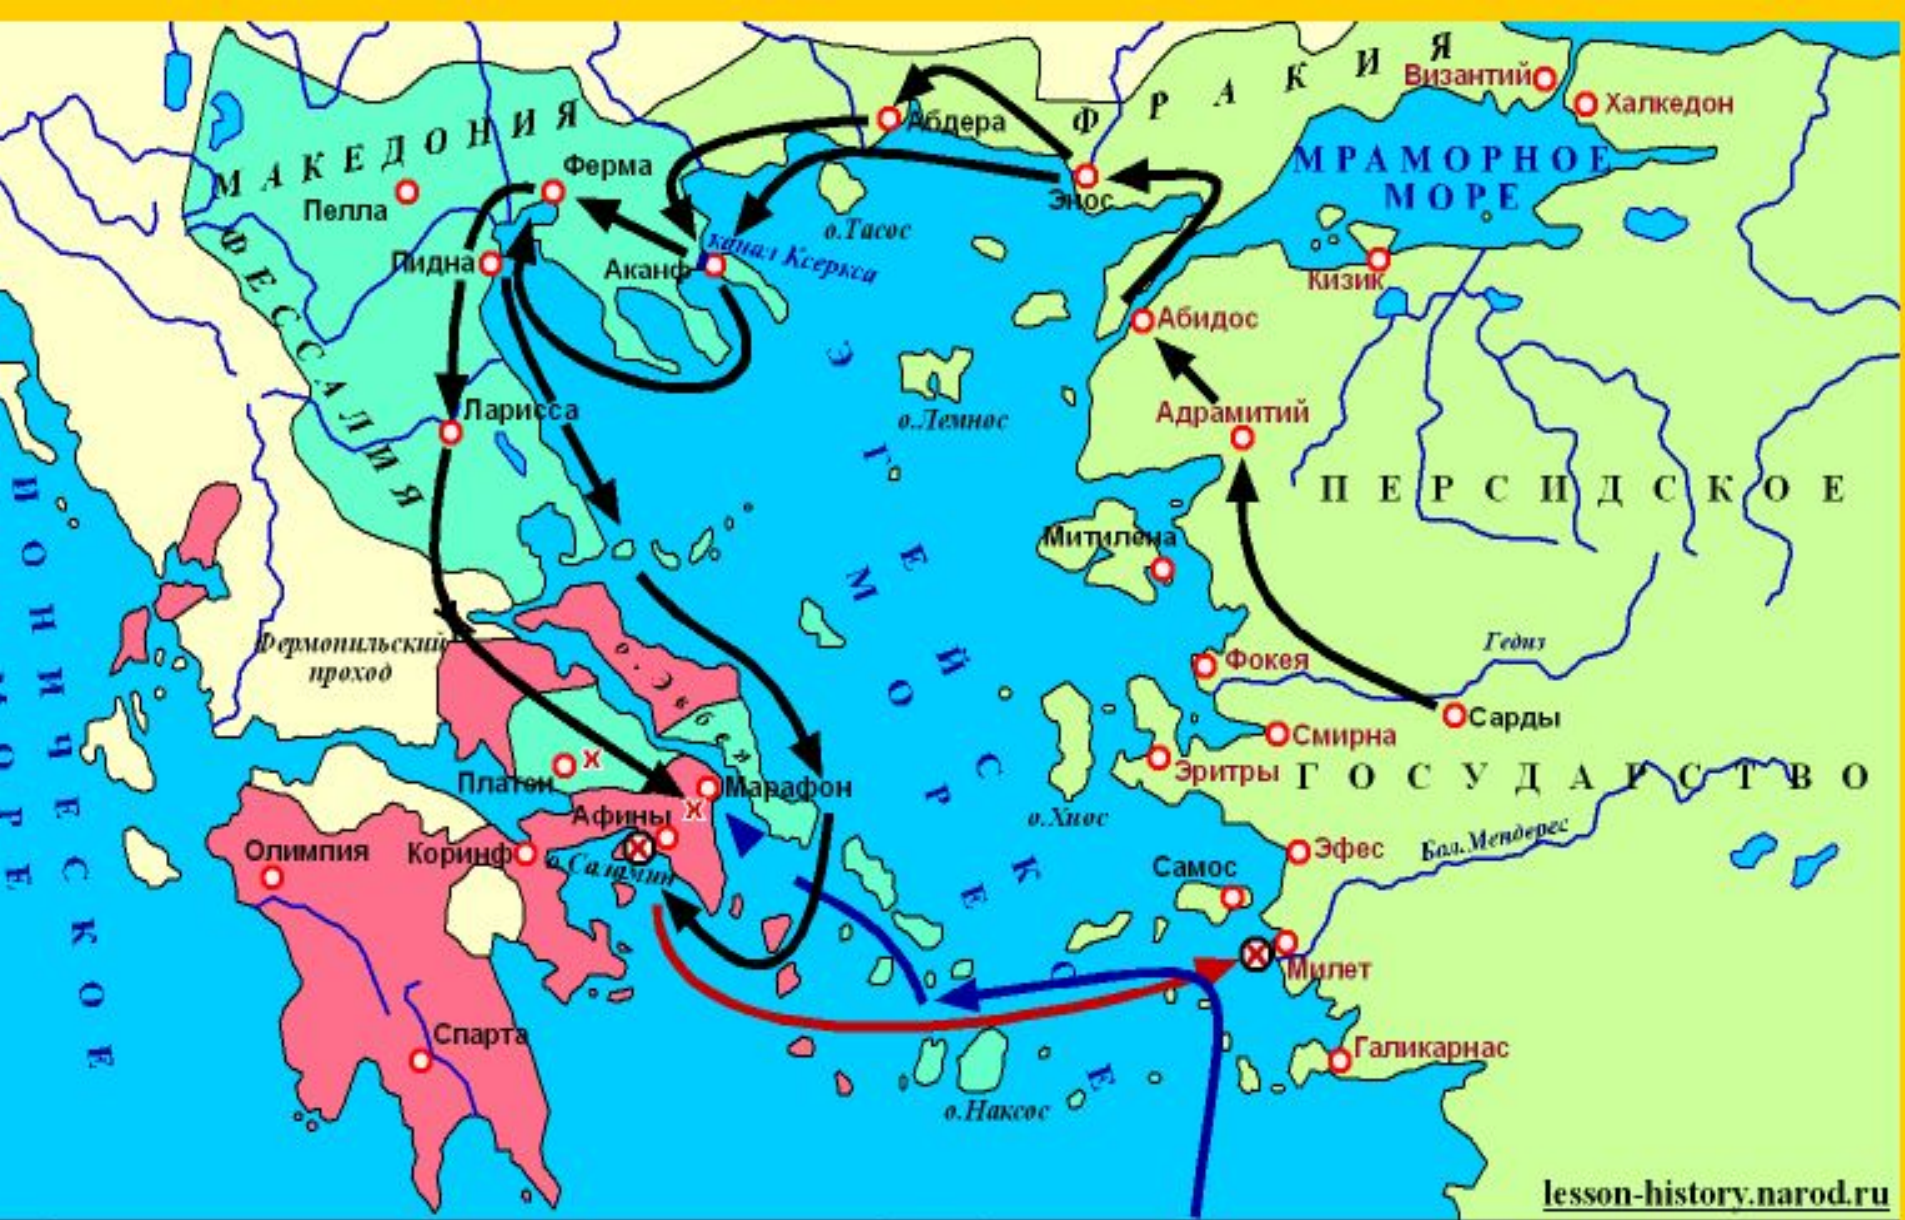 МАКЕДОНИЯ
ФРАКИЯ
Византий
Халкедон
Абдера
МРАМОРНОЕ
МОРЕ
Ферма
Пелла
Энос
о.Тасос
канал Ксеркса
Пидна
Аканф
Кизик
ФЕССАЛИЯ
Абидос
Ларисса
о.Лемнос
Адрамитий
ПЕРСИДСКОЕ
ЭГЕЙСКОЕ
МОРЕ
Митилена
Фермопильский
проход
о.Эвбея
Гедиз
Фокея
Сарды
Смирна
Эритры
ГОСУДАРСТВО
Платеи
Марафон
Афины
о.Хиос
Бол.Мендерес
Олимпия
Коринф
о.Саламин
Самос
Эфес
Милет
Спарта
Галикарнас
о.Наксос
ИОНИЧЕСКОЕ
МОРЕ
lesson-history.narod.ru